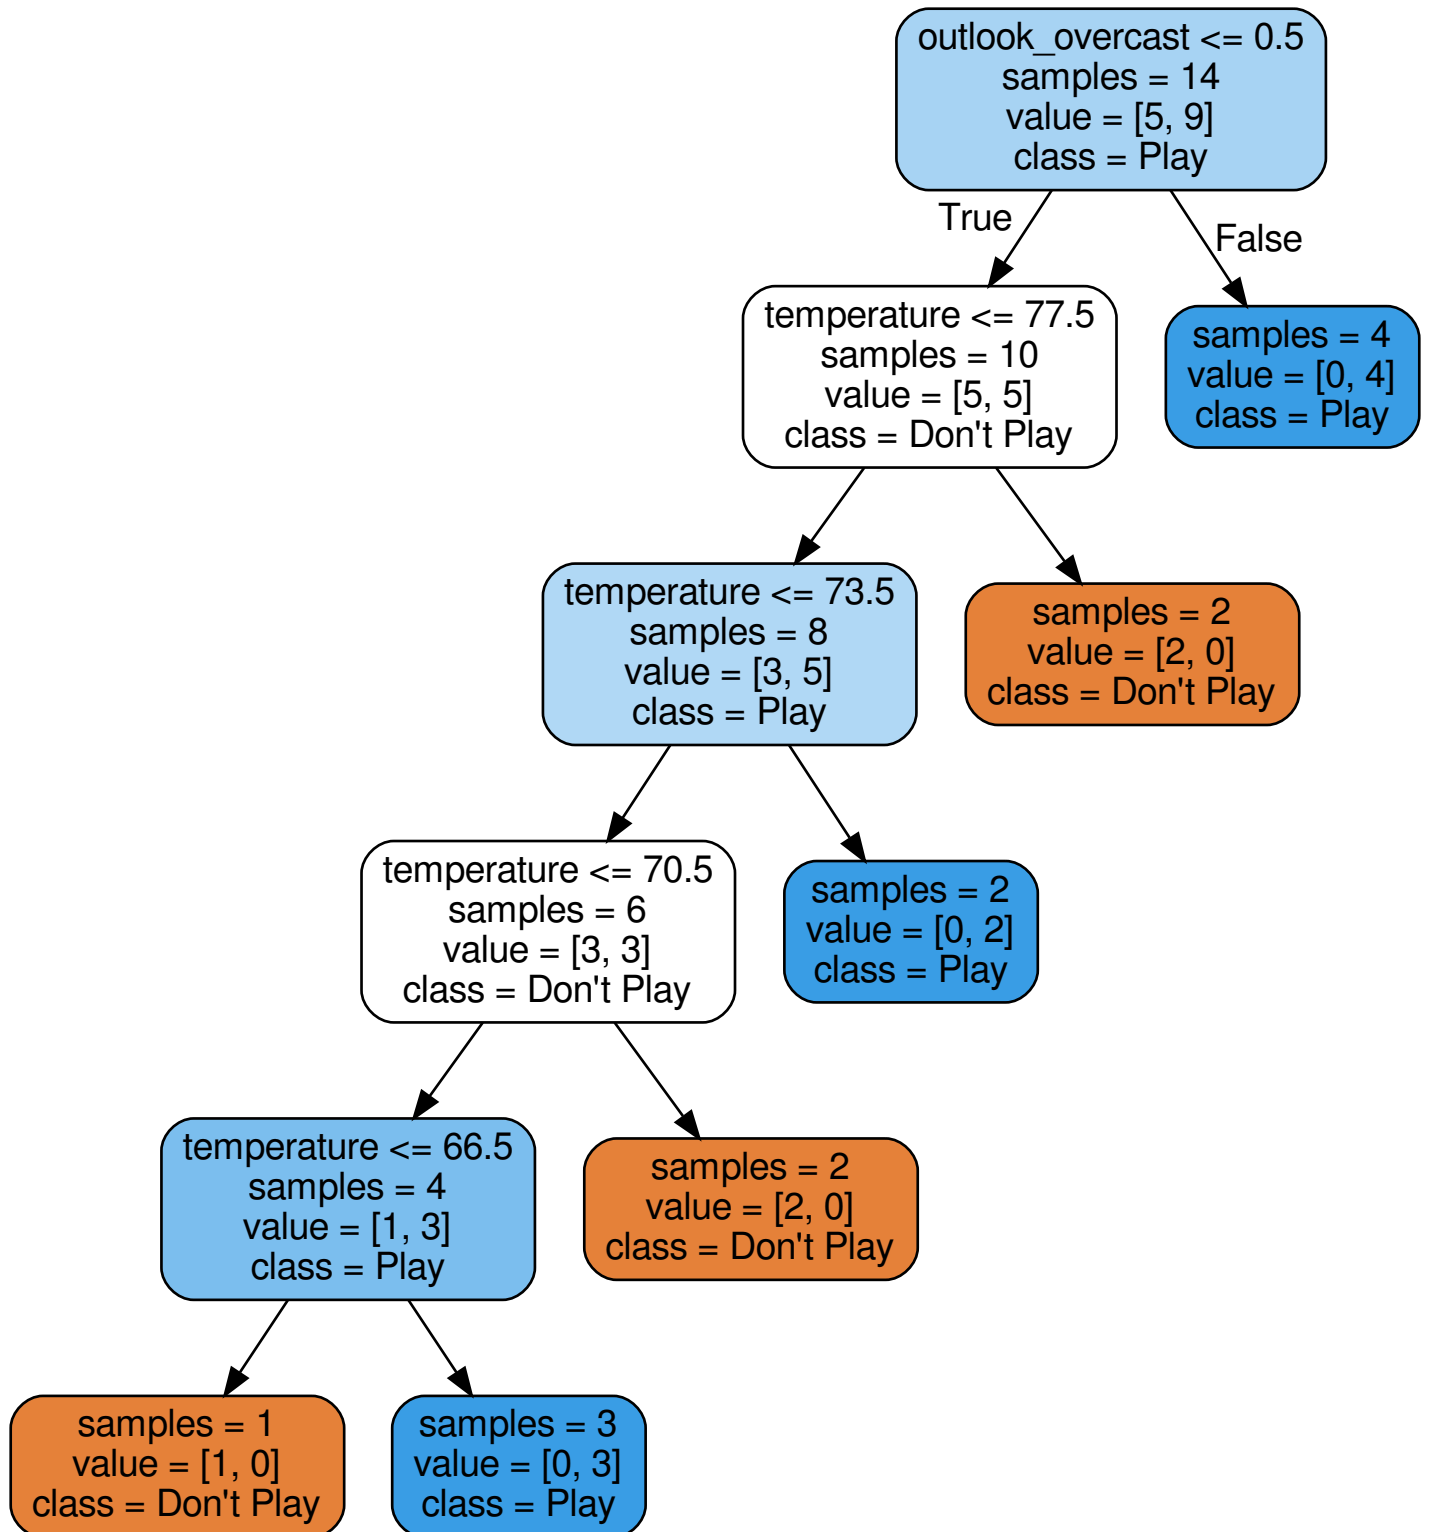 outlook_overcast <= 0.5
samples = 14
value = [5, 9]
class = Play
True
False
temperature <= 77.5
samples = 10
value = [5, 5]
class = Don't Play
samples = 4
value = [0, 4]
class = Play
temperature <= 73.5
samples = 8
value = [3, 5]
class = Play
samples = 2
value = [2, 0]
class = Don't Play
temperature <= 70.5
samples = 6
value = [3, 3]
class = Don't Play
samples = 2
value = [0, 2]
class = Play
temperature <= 66.5
samples = 4
value = [1, 3]
class = Play
samples = 2
value = [2, 0]
class = Don't Play
samples = 1
value = [1, 0]
class = Don't Play
samples = 3
value = [0, 3]
class = Play